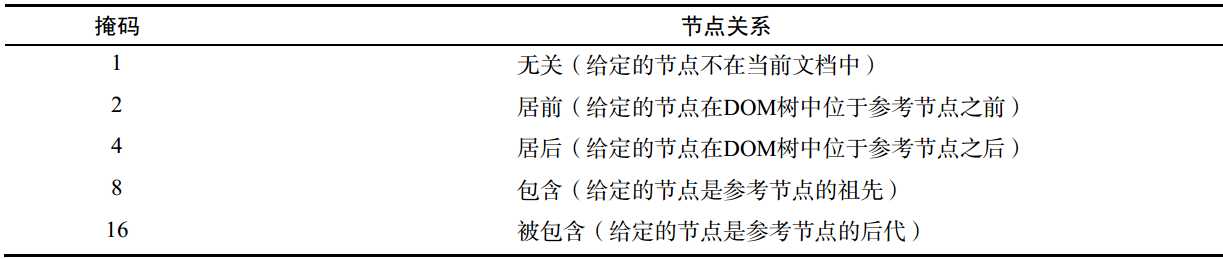 掩码 节点关系
1 无关（给定的节点不在当前文档中）
2 居前（给定的节点在DOM树中位于参考节点之前）
4 居后（给定的节点在DOM树中位于参考节点之后）
8 包含（给定的节点是参考节点的祖先）
16 被包含（给定的节点是参考节点的后代）